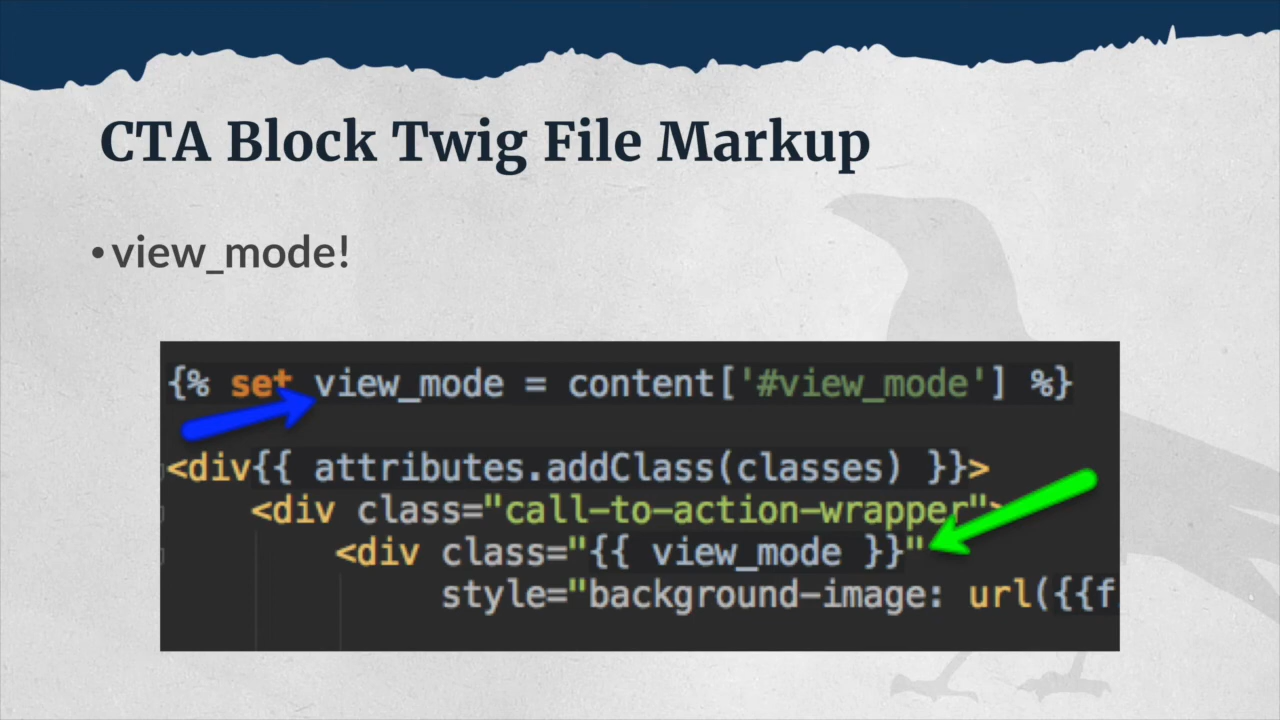 CTA Block Twig File Markup
• view_mode!
{% set view_mode = content['#view_mode'] %}
<div{{ attributes.addClass(classes) }}>
<div class="call-to-action-wrapper">
<div class="{{ view_mode }}"
style="background-image: url({{f